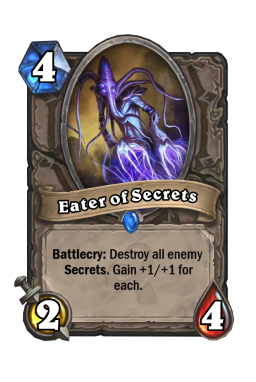 4
Eater of Secrets
Battlecry: Destroy all enemy
Secrets. Gain +1/+1 for
each.
2
4